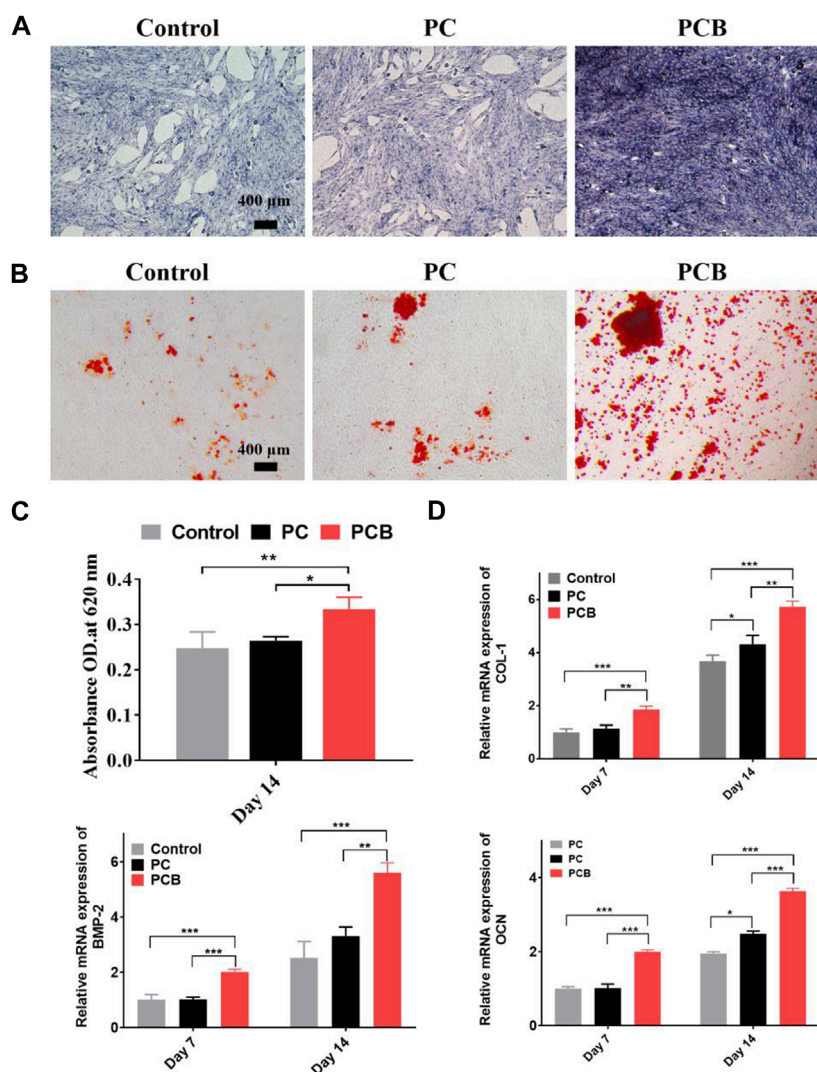 A
Control PC PCB
400 μm
B
Control PC PCB
400 μm
C
Control PC PCB
Absorbance OD.at 620 nm
0.4
0.3
0.2
0.1
0.0
**
*
Day 14
D
Relative mRNA expression of
COL-1
Control
PC
PCB
6
4
2
0
***
**
***
**
*
Day 7 Day 14
Relative mRNA expression of
BMP-2
Control
PC
PCB
6
4
2
0
***
***
***
**
Day 7 Day 14
Relative mRNA expression of
OCN
PC
PC
PCB
6
4
2
0
***
***
***
***
*
Day 7 Day 14